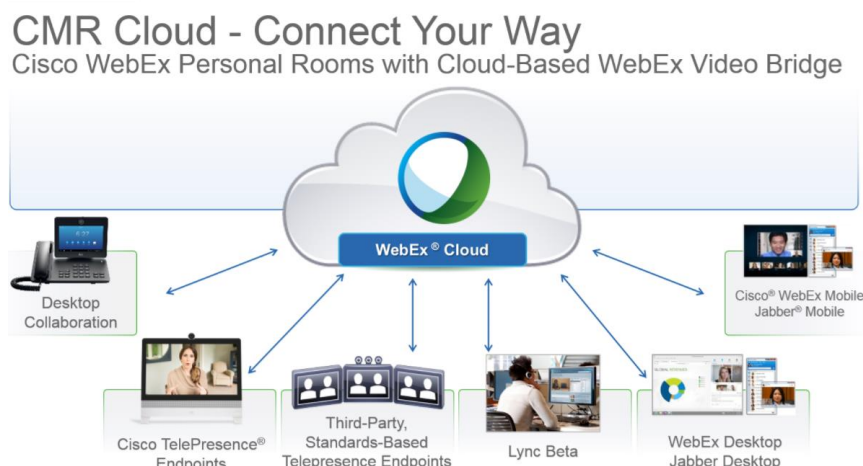 CMR Cloud - Connect Your Way
Cisco WebEx Personal Rooms with Cloud-Based WebEx Video Bridge
WebEx® Cloud
Desktop
Collaboration
Cisco® WebEx Mobile
Jabber® Mobile
Cisco TelePresence®
Endpoints
Third-Party,
Standards-Based
Telepresence Endpoints
Lync Beta
WebEx Desktop
Jabber Desktop